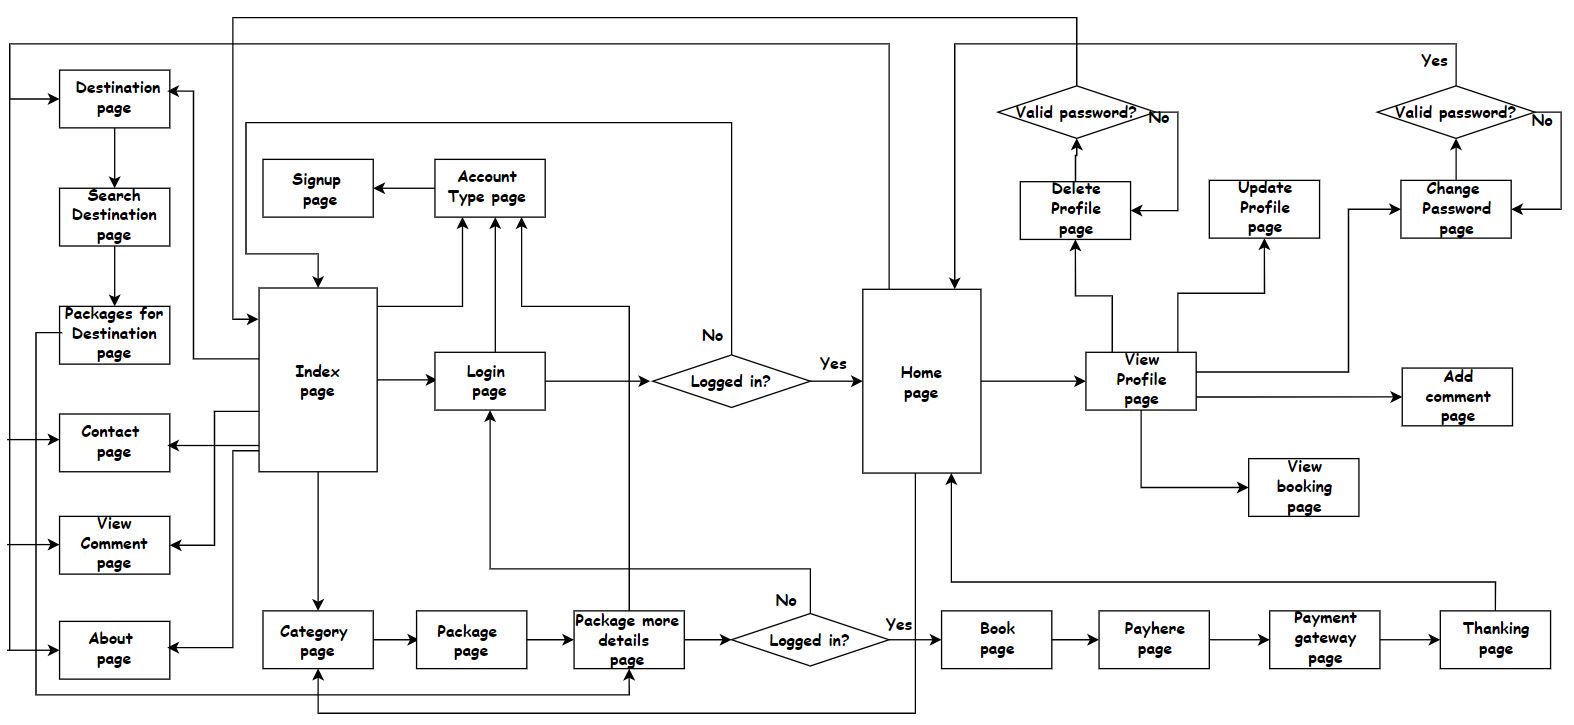 Yes
Destination
page
Valid password?
No
Valid password?
No
Signup
page
Account
Type page
Search
Destination
page
Delete
Profile
page
Update
Profile
page
Change
Password
page
Packages for
Destination
page
No
Yes
Index
page
Login
page
Logged in?
Home
page
View
Profile
page
Add
comment
page
Contact
page
View
booking
page
View
Comment
page
No
Yes
About
page
Category
page
Package
page
Package more
details
page
Logged in?
Book
page
Payhere
page
Payment
gateway
page
Thanking
page